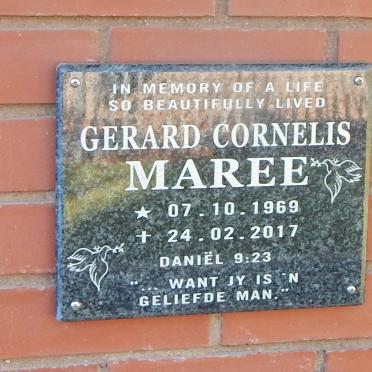 IN MEMORY OF A LIFE
SO BEAUTIFULLY LIVED
GERARD CORNELIS
MAREE
★ 07.10.1969
✝ 24.02.2017
DANIËL 9:23
"... WANT JY IS `N
GELIEFDE MAN."